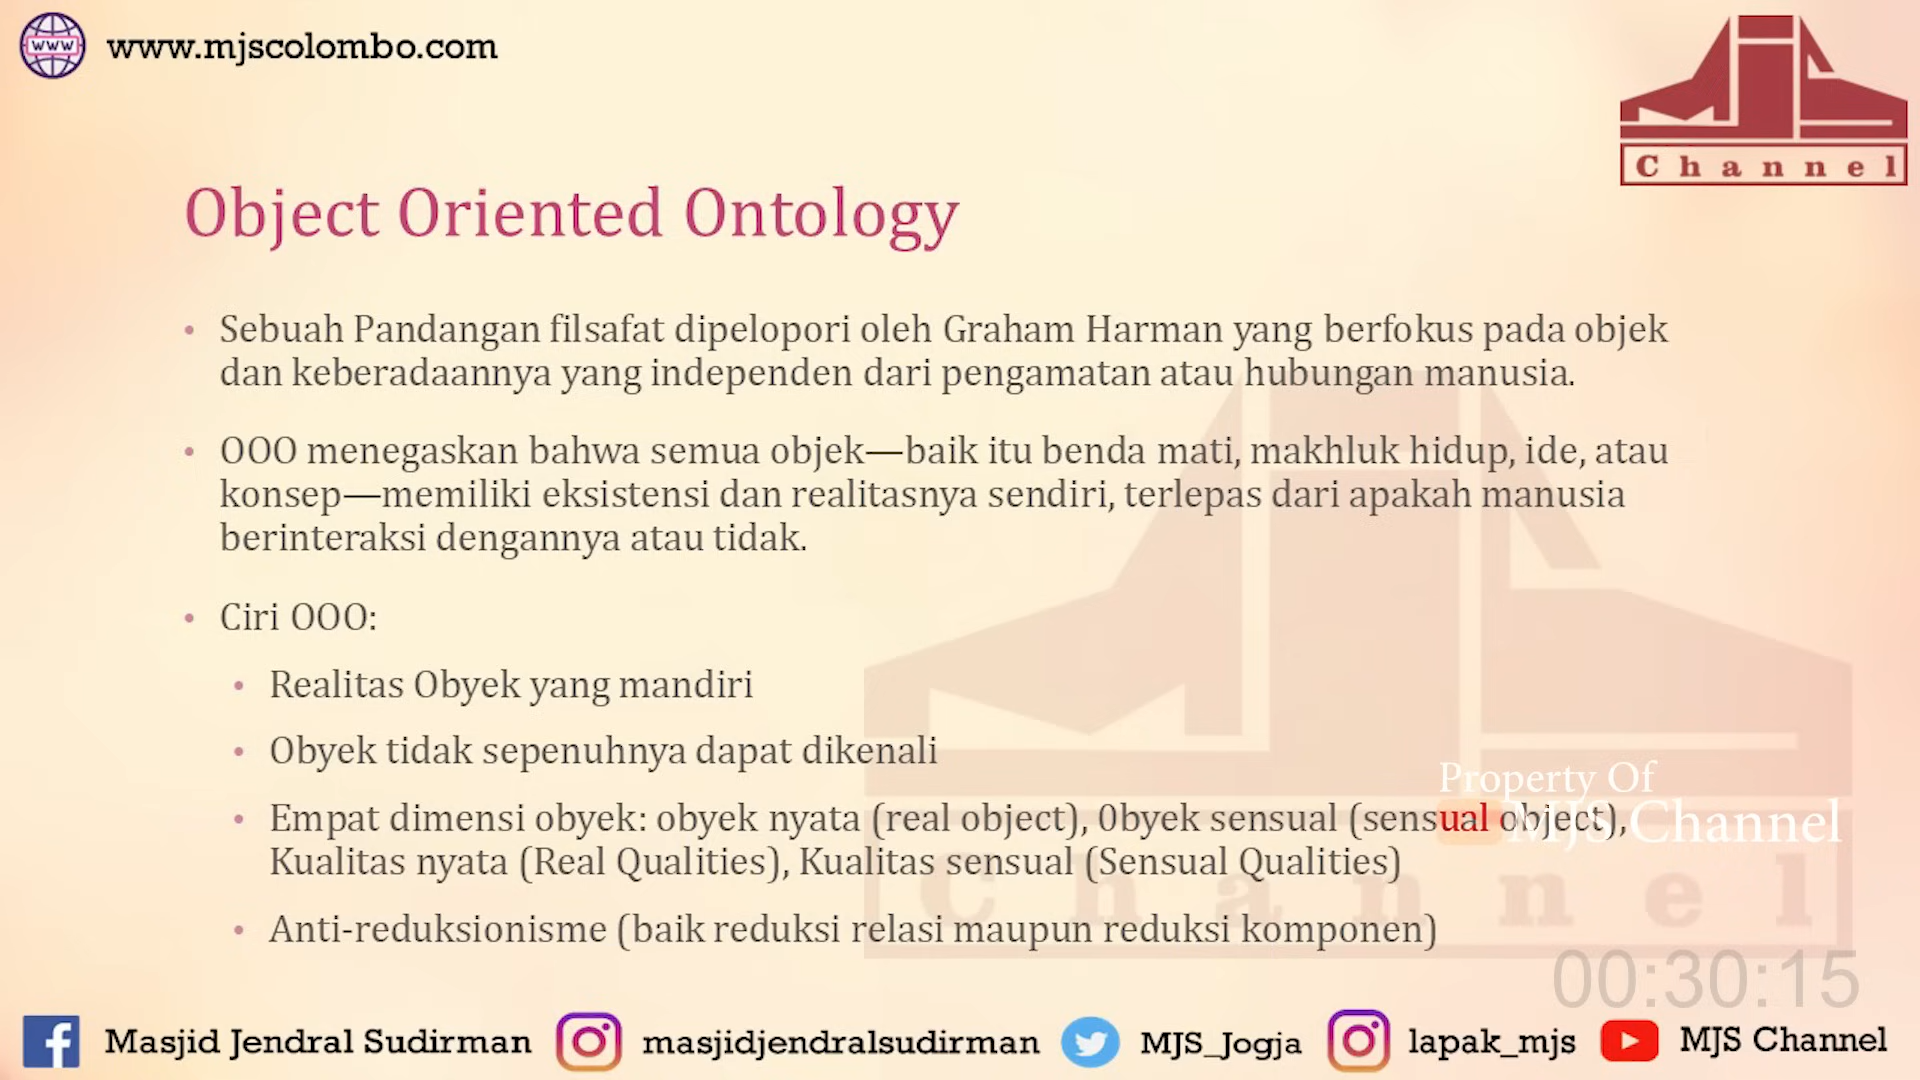 www
www.mjscolombo.com
Channel
Object Oriented Ontology
• Sebuah Pandangan filsafat dipelopori oleh Graham Harman yang berfokus pada objek
dan keberadaannya yang independen dari pengamatan atau hubungan manusia.
• OOO menegaskan bahwa semua objek—baik itu benda mati, makhluk hidup, ide, atau
konsep—memiliki eksistensi dan realitasnya sendiri, terlepas dari apakah manusia
berinteraksi dengannya atau tidak.
• Ciri OOO:
• Realitas Obyek yang mandiri
• Obyek tidak sepenuhnya dapat dikenali
• Empat dimensi obyek: obyek nyata (real object), 0byek sensual (sensual object),
Kualitas nyata (Real Qualities), Kualitas sensual (Sensual Qualities)
• Anti-reduksionisme (baik reduksi relasi maupun reduksi komponen)
Property Of
MJS Channel
Channel
00:30:15
Masjid Jendral Sudirman masjidjendralsudirman MJS_Jogja lapak_mjs MJS Channel